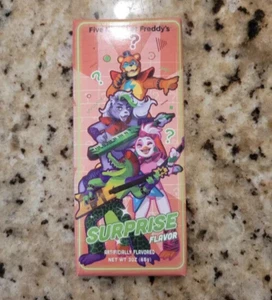 Five Nights at Freddy's
?
?
?
?
SURPRISE
FLAVOR
ARTIFICIALLY FLAVORED
NET WT 3OZ (85g)